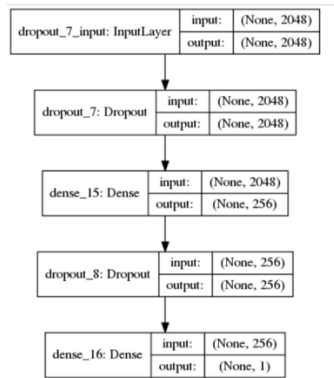 dropout_7_input: InputLayer
input: (None, 2048)
output: (None, 2048)
dropout_7: Dropout
input: (None, 2048)
output: (None, 2048)
dense_15: Dense
input: (None, 2048)
output: (None, 256)
dropout_8: Dropout
input: (None, 256)
output: (None, 256)
dense_16: Dense
input: (None, 256)
output: (None, 1)